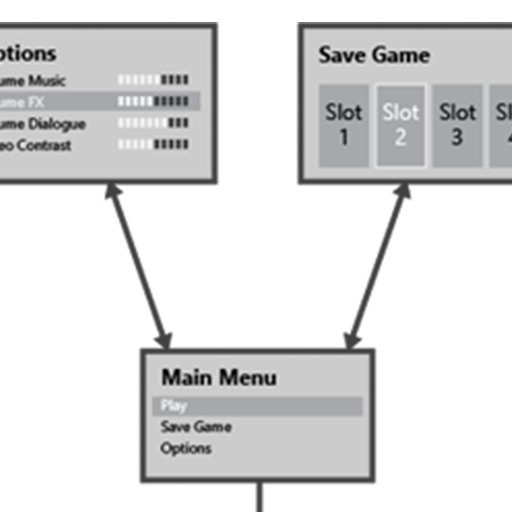 ptions
ume Music
ume FX
ume Dialogue
eo Contrast
Save Game
Slot 1
Slot 2
Slot 3
Sl
Main Menu
Play
Save Game
Options